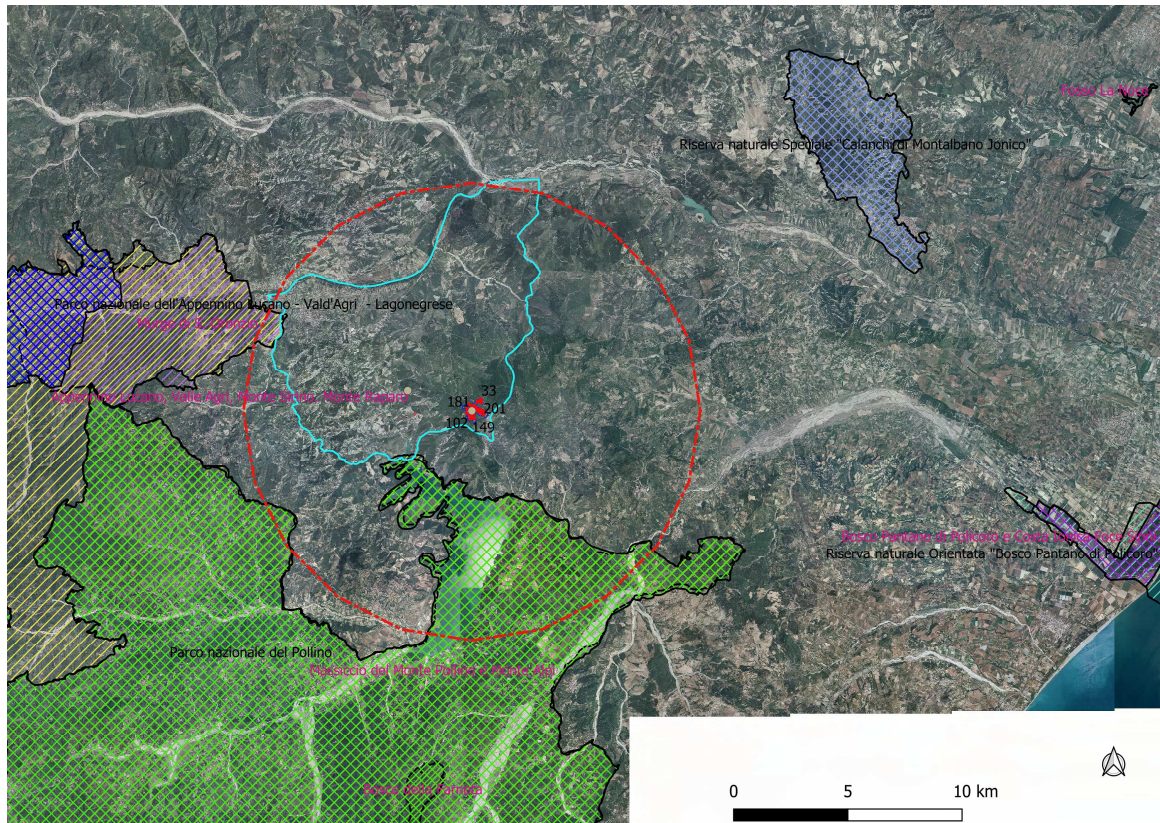 Fosso La Noce
Riserva naturale Speciale "Calanchi di Montalbano Jonico"
Parco nazionale dell'Appennino Lucano - Vald'Agri - Lagonegrese
Murge di S. Oronzio
Appennino Lucano, Valle Agri, Monte Sirino, Monte Raparo
33
181
201
102
149
Bosco Pantano di Policoro e Costa Ionica Foce Sinni
Riserva naturale Orientata "Bosco Pantano di Policoro"
Parco nazionale del Pollino
Massiccio del Monte Pollino e Monte Alpi
Bosco della Farneta
0 5 10 km